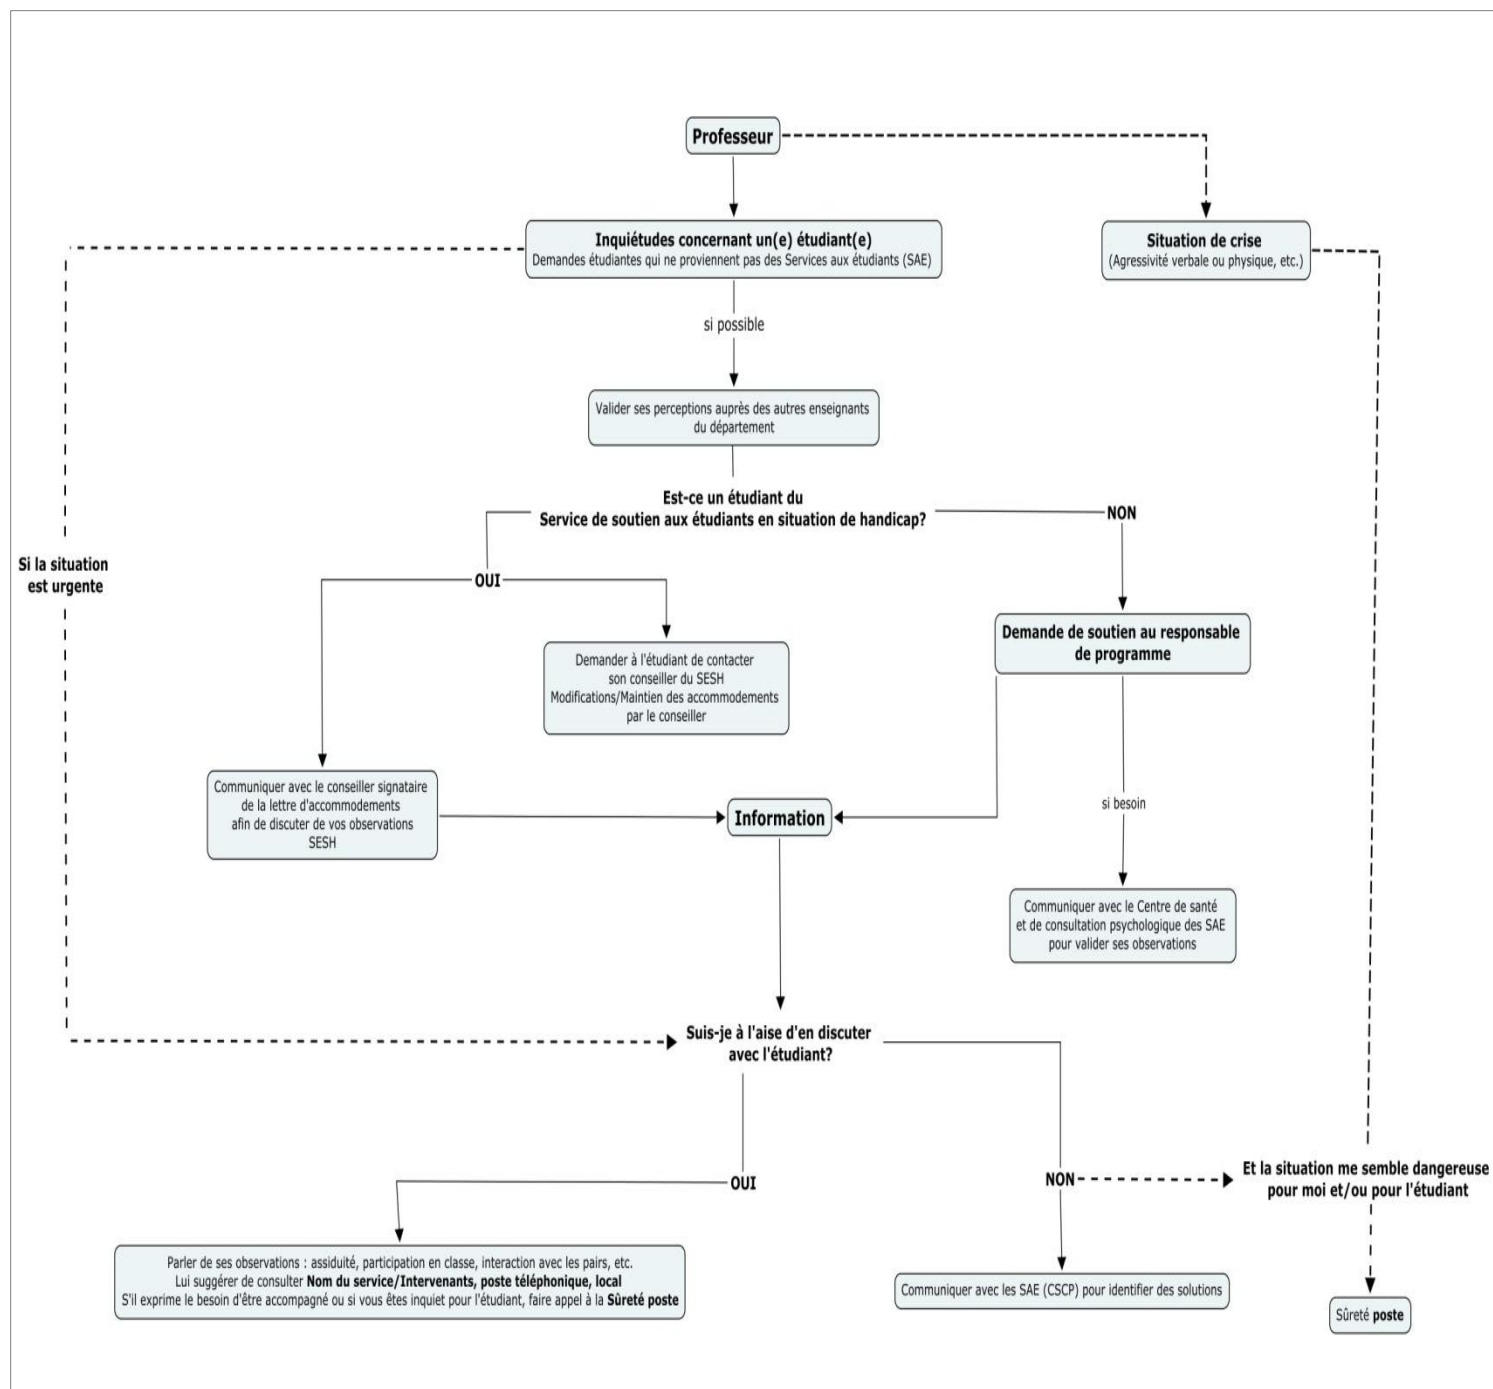 Professeur
Inquiétudes concernant un(e) étudiant(e)
Demandes étudiantes qui ne proviennent pas des Services aux étudiants (SAE)
Situation de crise
(Agressivité verbale ou physique, etc.)
si possible
Valider ses perceptions auprès des autres enseignants
du département
Est-ce un étudiant du
Service de soutien aux étudiants en situation de handicap?
NON
Si la situation
est urgente
OUI
Demande de soutien au responsable
de programme
Demander à l'étudiant de contacter
son conseiller du SESH
Modifications/Maintien des accommodements
par le conseiller
Communiquer avec le conseiller signataire
de la lettre d'accommodements
afin de discuter de vos observations
SESH
Information
si besoin
Communiquer avec le Centre de santé
et de consultation psychologique des SAE
pour valider ses observations
Suis-je à l'aise d'en discuter
avec l'étudiant?
OUI
NON
Et la situation me semble dangereuse
pour moi et/ou pour l'étudiant
Parler de ses observations : assiduité, participation en classe, interaction avec les pairs, etc.
Lui suggérer de consulter Nom du service/Intervenants, poste téléphonique, local
S'il exprime le besoin d'être accompagné ou si vous êtes inquiet pour l'étudiant, faire appel à la Sûreté poste
Communiquer avec les SAE (CSCP) pour identifier des solutions
Sûreté poste